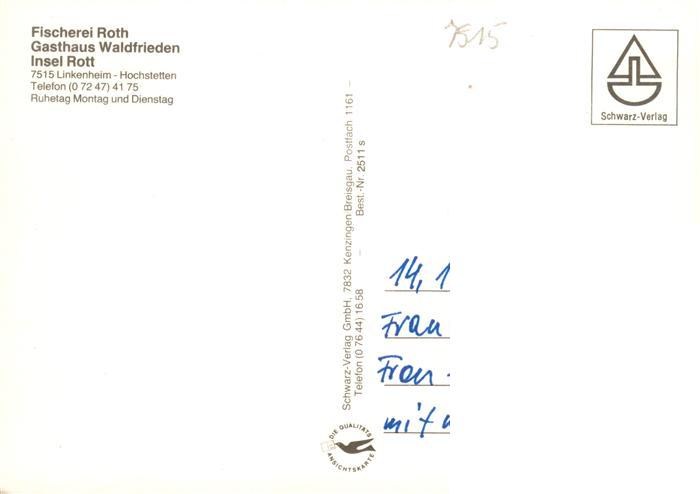 Fischerei Roth
Gasthaus Waldfrieden
Insel Rott
7515 Linkenheim - Hochstetten
Telefon (0 72 47) 41 75
Ruhetag Montag und Dienstag
7515
Schwarz-Verlag
Schwarz-Verlag GmbH, 7832 Kenzingen Breisgau, Postfach 1161 -
Telefon (0 76 44) 16 58 - Best.-Nr. 2511 s
14, 1
Fran
Fran
mit
DIE QUALITÄTS
ANSICHTSKARTE